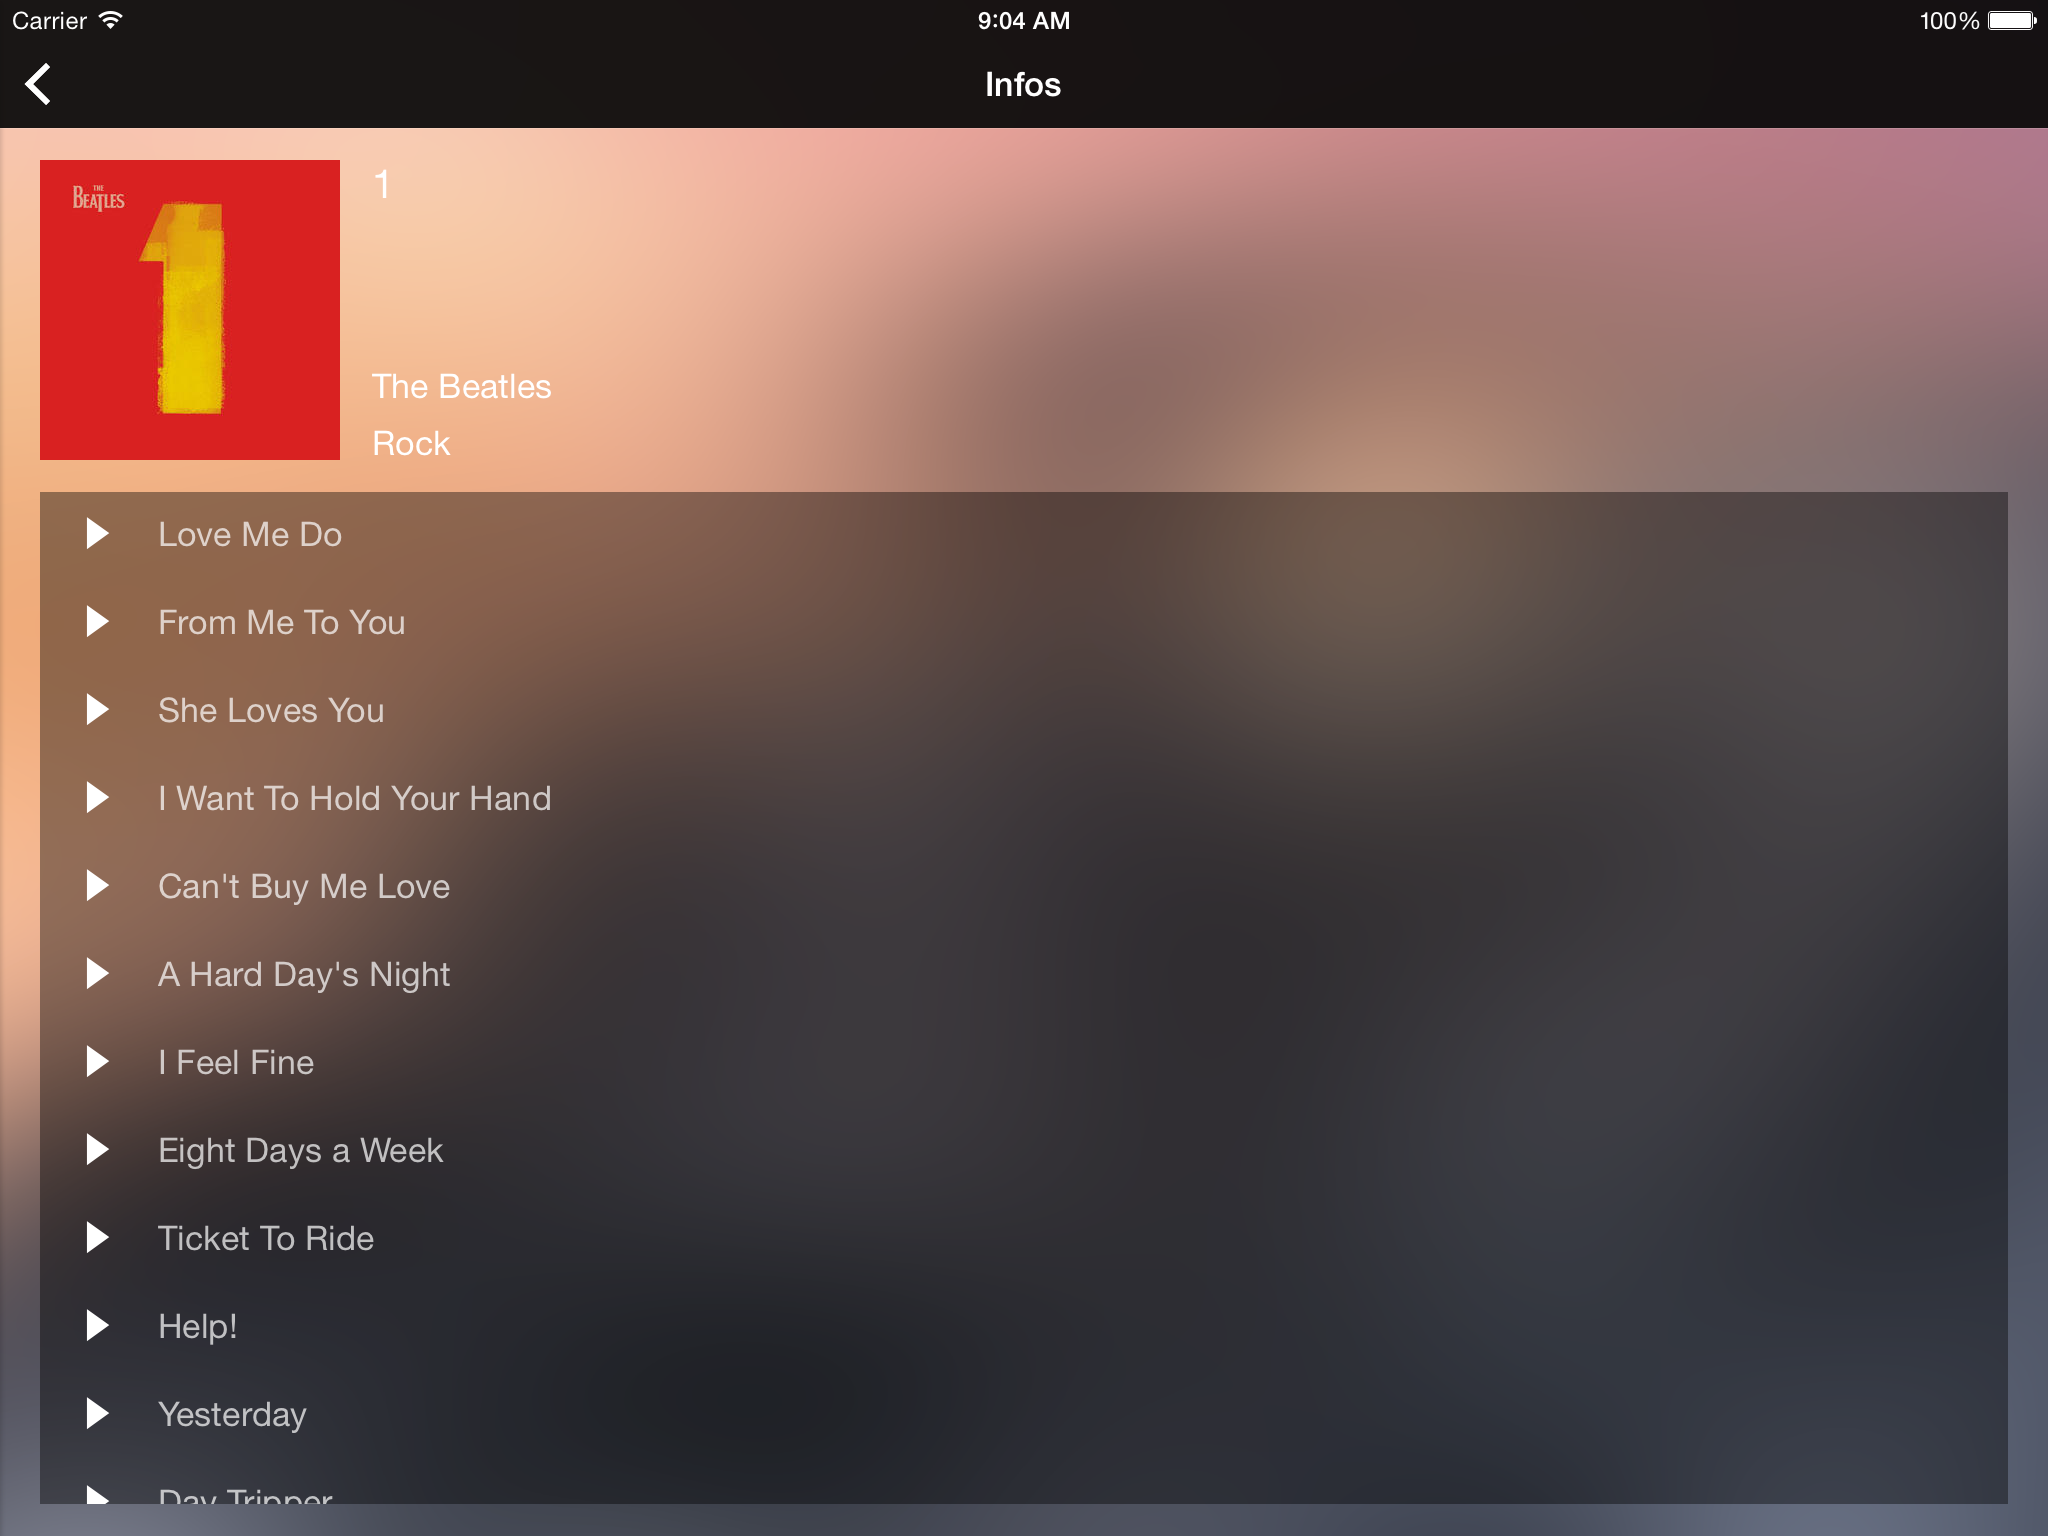 Carrier 9:04 AM 100%
Infos
THE
BEATLES
1
1
The Beatles
Rock
Love Me Do
From Me To You
She Loves You
I Want To Hold Your Hand
Can't Buy Me Love
A Hard Day's Night
I Feel Fine
Eight Days a Week
Ticket To Ride
Help!
Yesterday
Day Tripper